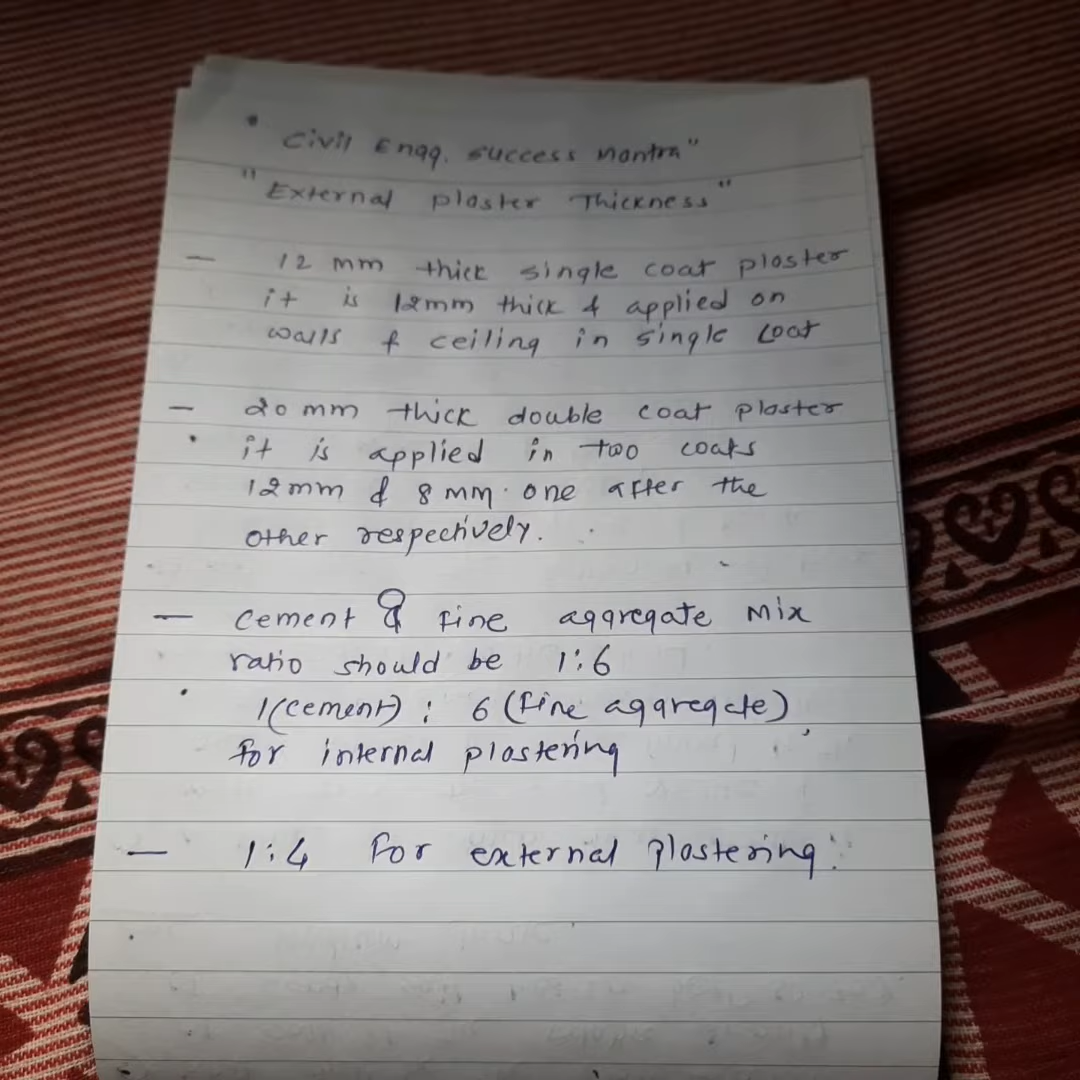 " Civil Engg. success Mantra"
"External plaster Thickness"
— 12 mm thick single coat plaster
it is 12mm thick & applied on
walls & ceiling in single coat
— 20 mm thick double coat plaster
it is applied in two coats
12mm & 8 mm. one after the
other respectively.
— cement & Fine aggregate Mix
ratio should be 1:6
1(cement) : 6 (fine aggregate)
for internal plastering
— 1:4 for external plastering.